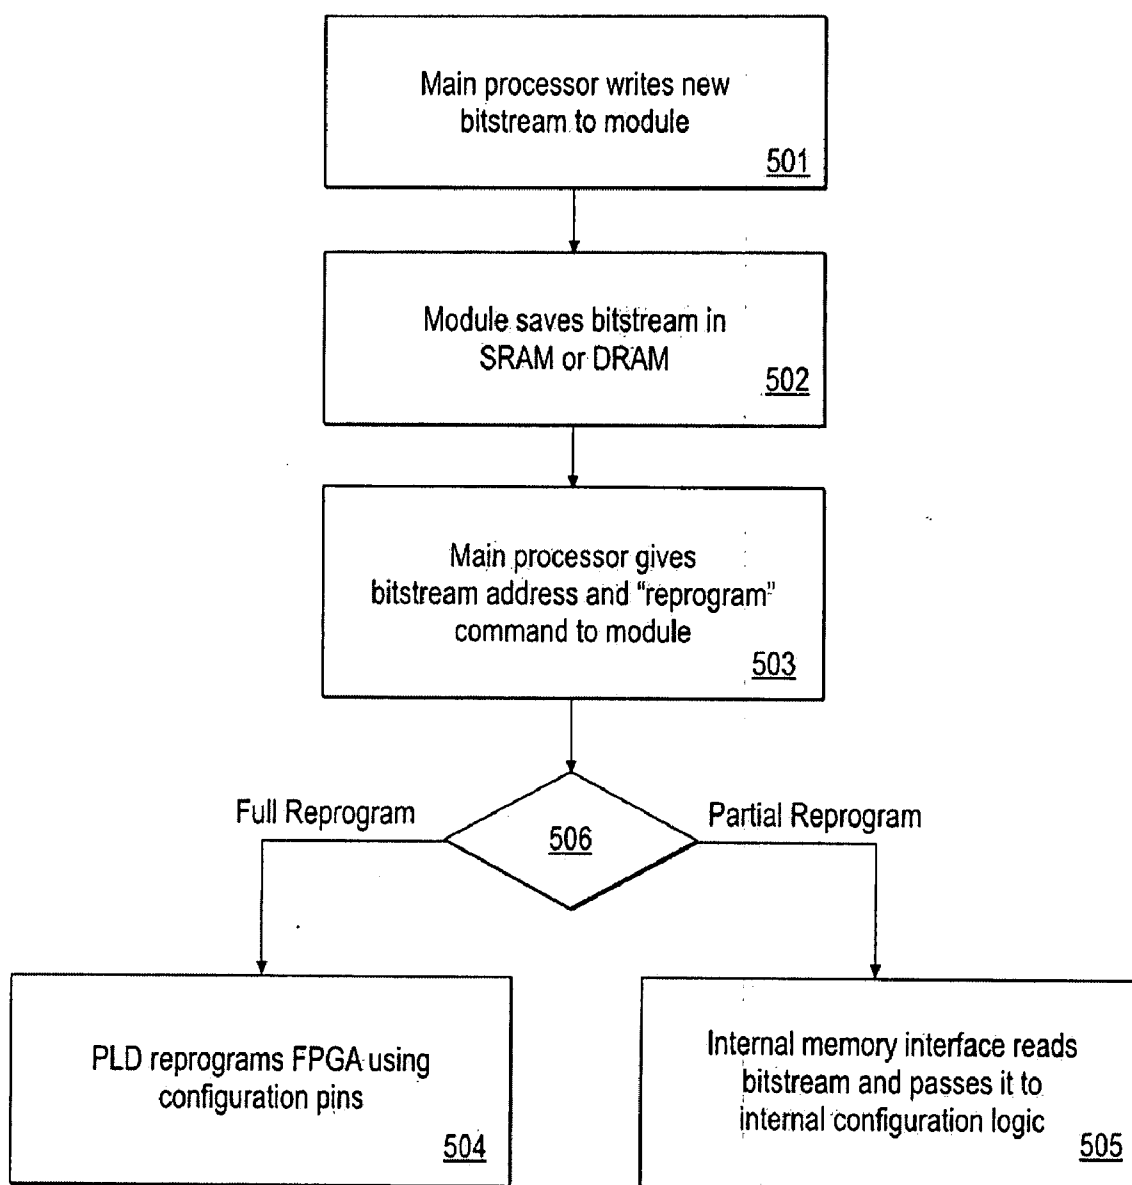 Main processor writes new
bitstream to module
501
Module saves bitstream in
SRAM or DRAM
502
Main processor gives
bitstream address and “reprogram”
command to module
503
Full Reprogram
506
Partial Reprogram
PLD reprograms FPGA using
configuration pins
504
Internal memory interface reads
bitstream and passes it to
internal configuration logic
505